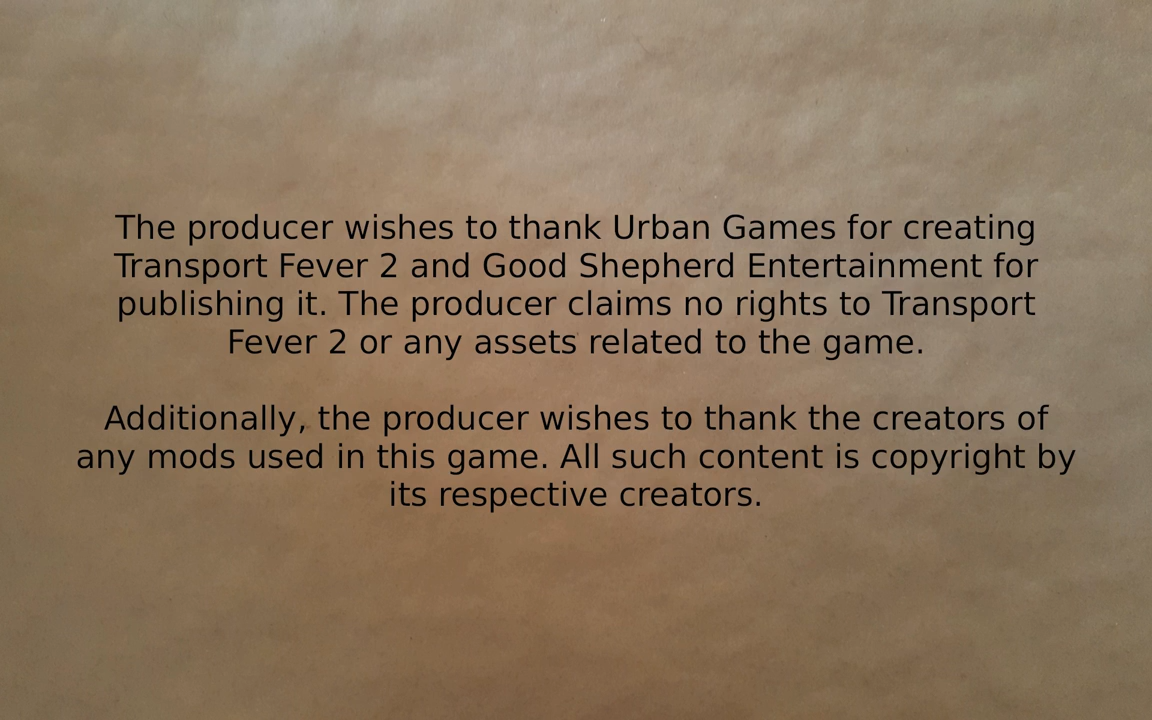 The producer wishes to thank Urban Games for creating
Transport Fever 2 and Good Shepherd Entertainment for
publishing it. The producer claims no rights to Transport
Fever 2 or any assets related to the game.
Additionally, the producer wishes to thank the creators of
any mods used in this game. All such content is copyright by
its respective creators.